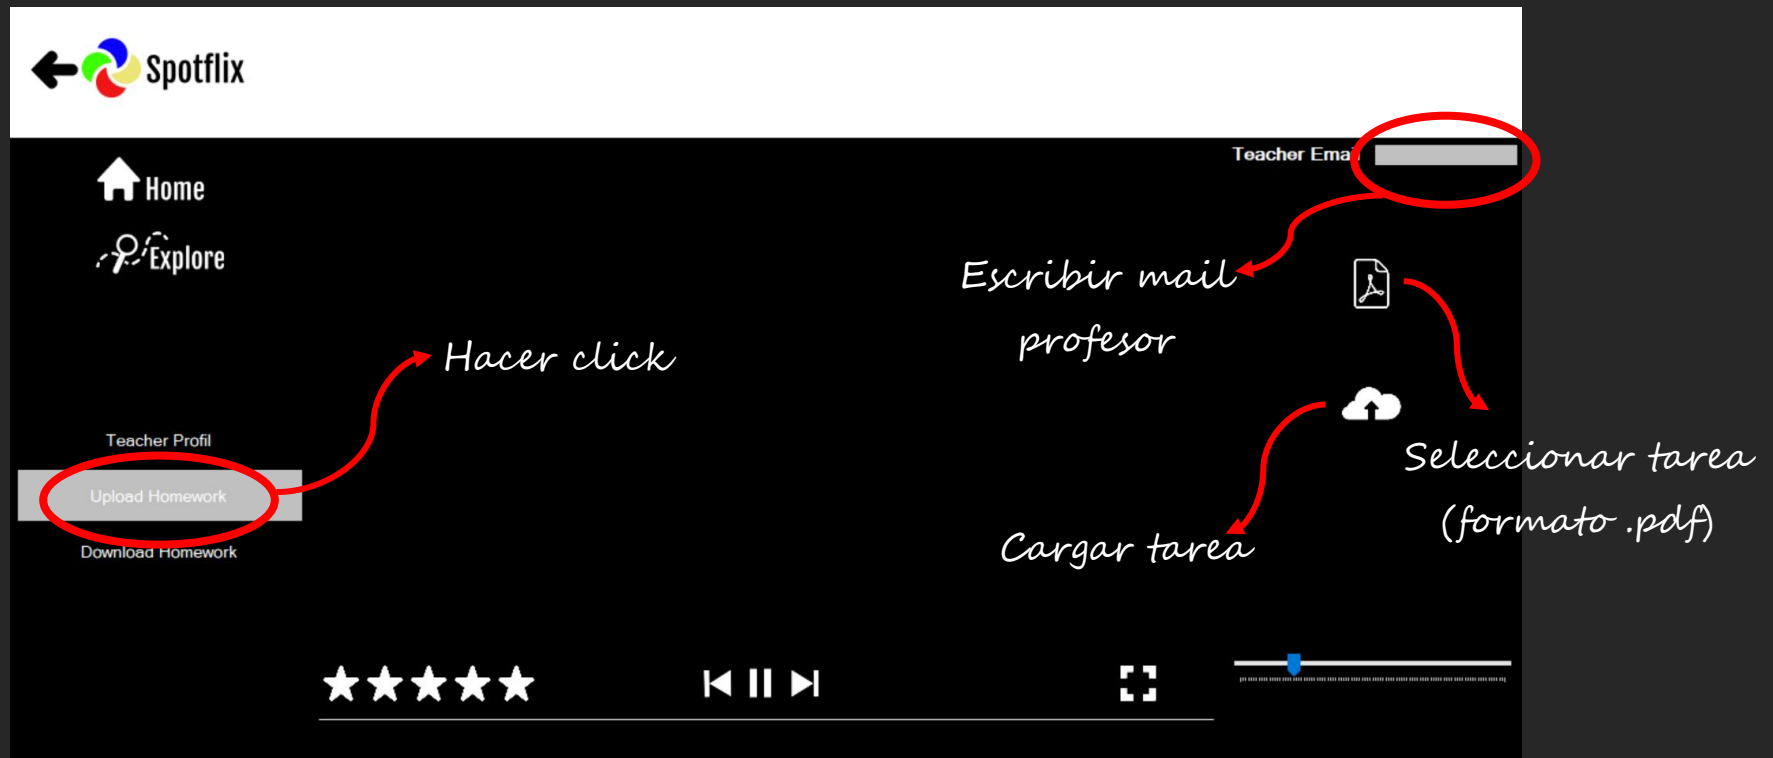 Spotflix
Teacher Email
Home
Explore
Escribir mail
profesor
Hacer click
Teacher Profil
Upload Homework
Download Homework
Seleccionar tarea
(formato .pdf)
Cargar tarea